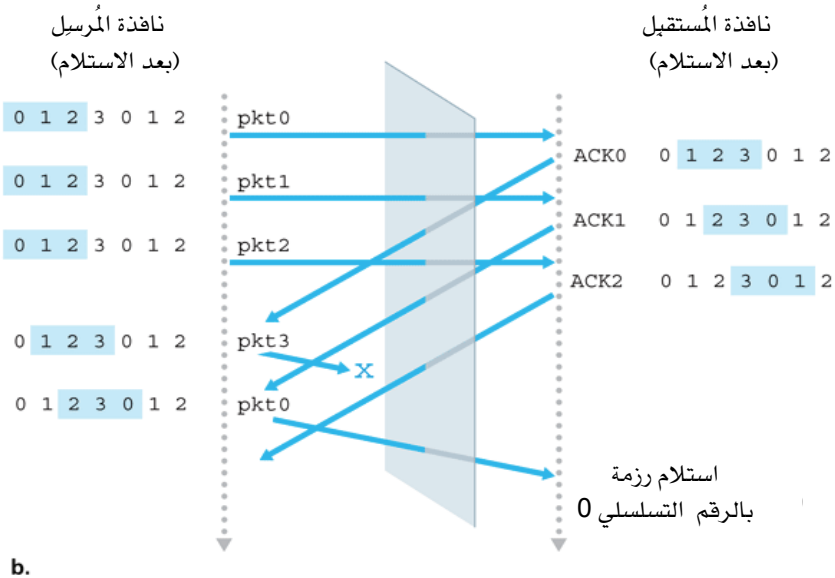 نافذة المُرسِل
(بعد الاستلام)
نافذة المُستقبِل
(بعد الاستلام)
0 1 2 3 0 1 2
pkt0
ACK0
0 1 2 3 0 1 2
0 1 2 3 0 1 2
pkt1
ACK1
0 1 2 3 0 1 2
0 1 2 3 0 1 2
pkt2
ACK2
0 1 2 3 0 1 2
0 1 2 3 0 1 2
pkt3
x
0 1 2 3 0 1 2
pkt0
استلام رزمة
بالرقم التسلسلي 0
b.